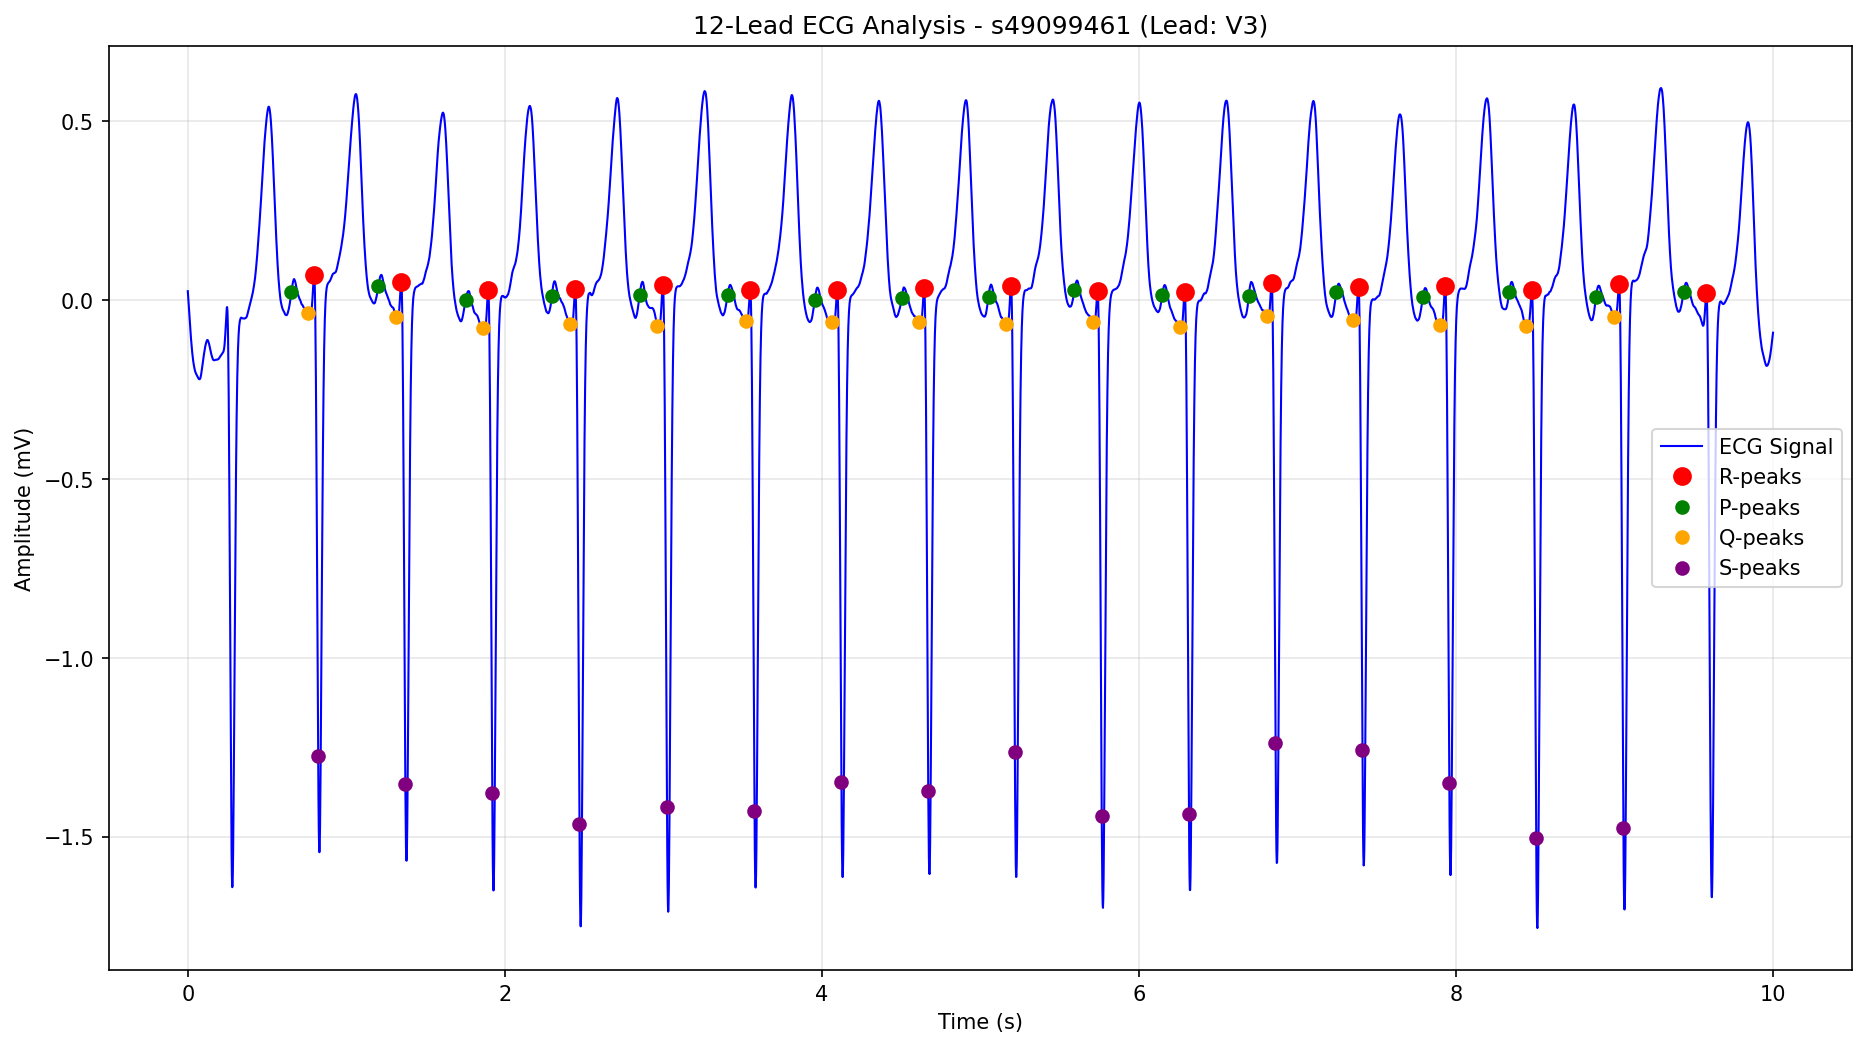 12-Lead ECG Analysis - s49099461 (Lead: V3)
Amplitude (mV)
0.5
0.0
−0.5
−1.0
−1.5
ECG Signal
R-peaks
P-peaks
Q-peaks
S-peaks
0 2 4 6 8 10
Time (s)